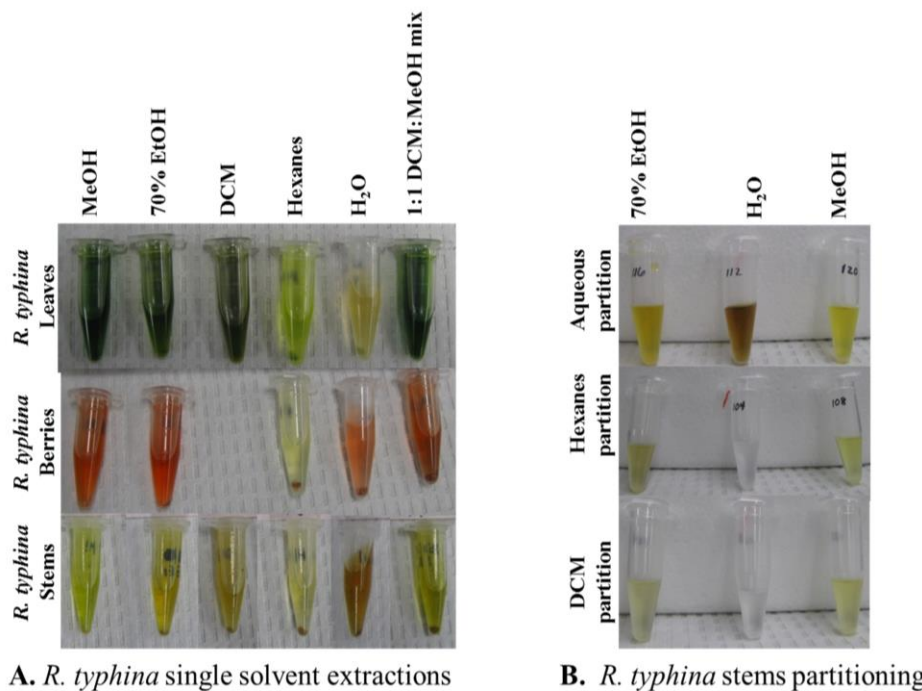 MeOH
70% EtOH
DCM
Hexanes
H₂O
1:1 DCM:MeOH mix
R. typhina
Leaves
R. typhina
Berries
R. typhina
Stems
A. R. typhina single solvent extractions
70% EtOH
H₂O
MeOH
Aqueous
partition
116
112
120
Hexanes
partition
104
108
DCM
partition
B. R. typhina stems partitioning